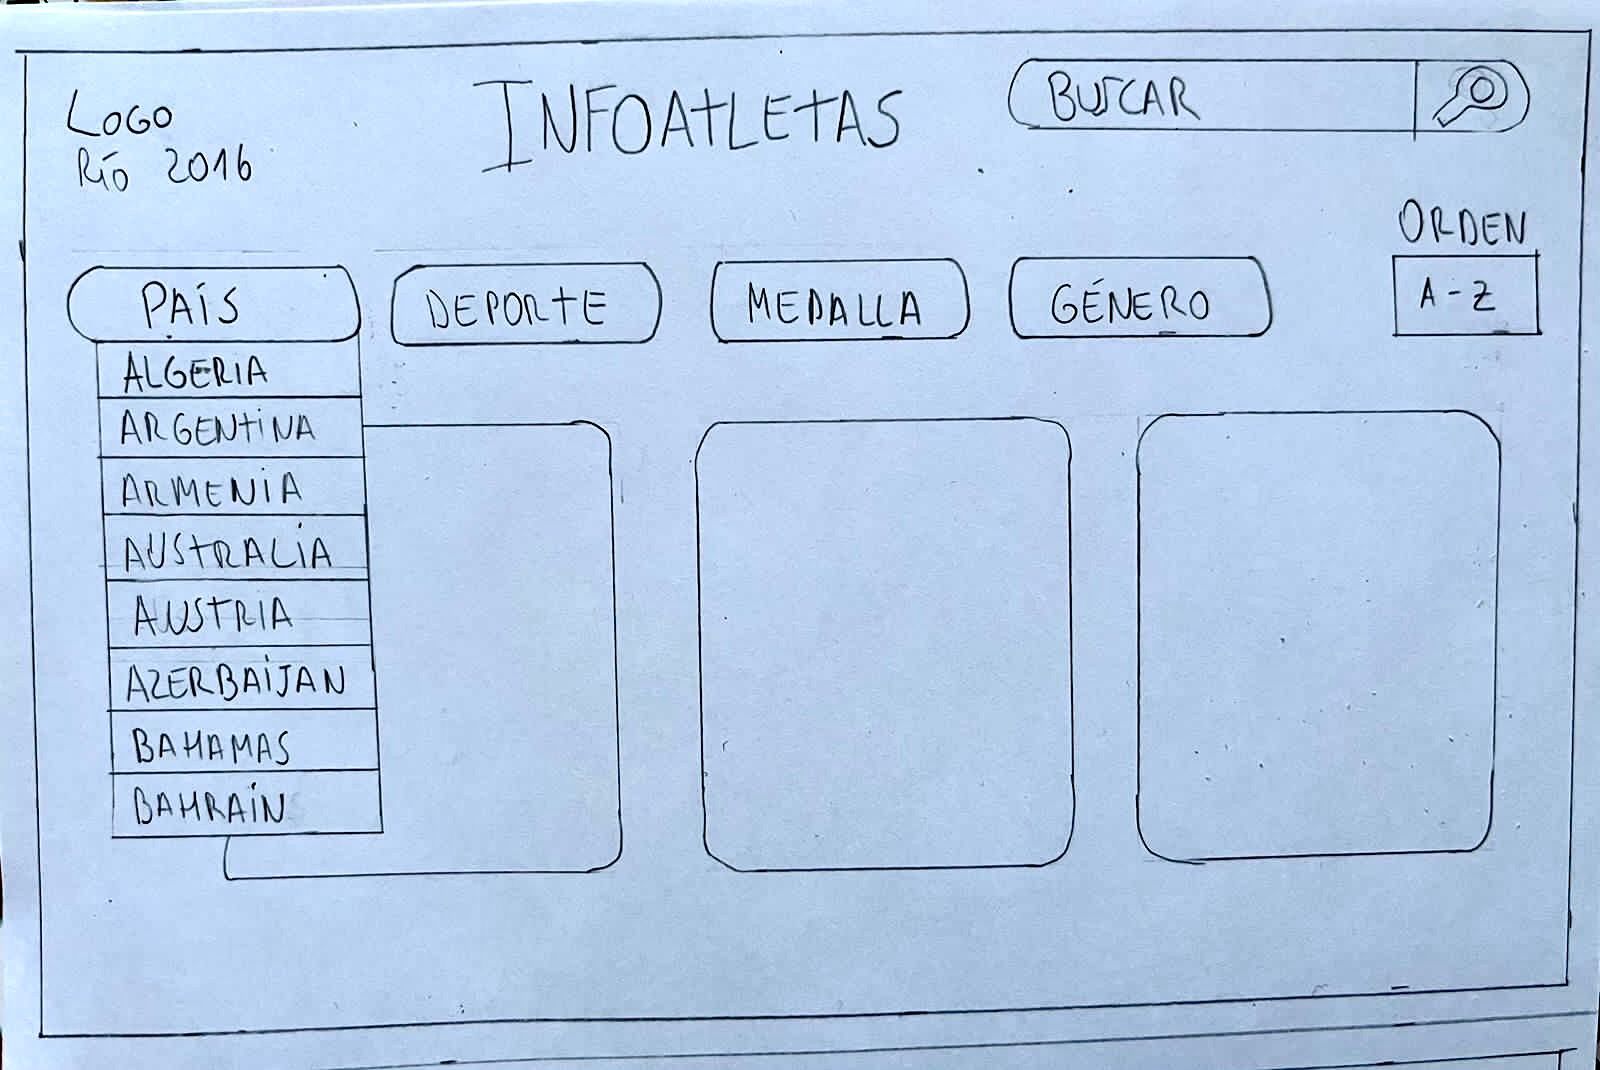 LOGO
RÍO 2016
INFOATLETAS
BUSCAR
ORDEN
PAÍS
DEPORTE
MEDALLA
GÉNERO
A-Z
ALGERIA
ARGENTINA
ARMENIA
AUSTRALIA
AUSTRIA
AZERBAIJAN
BAHAMAS
BAHRAIN